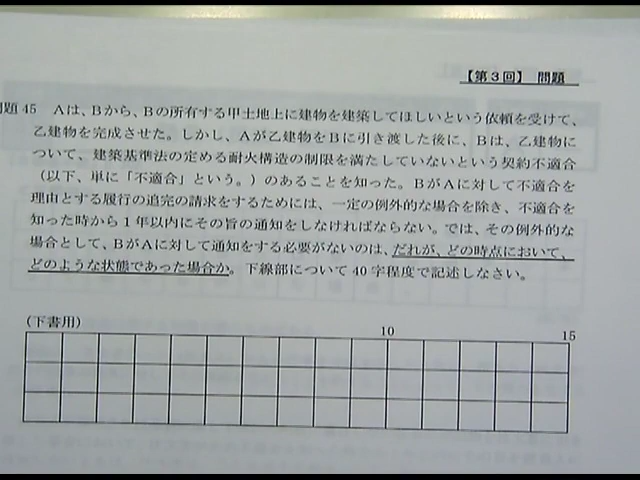 【第３回】 問題
問題 45 Ａは、Ｂから、Ｂの所有する甲土地上に建物を建築してほしいという依頼を受けて、
乙建物を完成させた。しかし、Ａが乙建物をＢに引き渡した後に、Ｂは、乙建物に
ついて、建築基準法の定める耐火構造の制限を満たしていないという契約不適合
（以下、単に「不適合」という。）のあることを知った。ＢがＡに対して不適合を
理由とする履行の追完の請求をするためには、一定の例外的な場合を除き、不適合を
知った時から１年以内にその旨の通知をしなければならない。では、その例外的な
場合として、ＢがＡに対して通知をする必要がないのは、だれが、どの時点において、
どのような状態であった場合か。下線部について 40 字程度で記述しなさい。
（下書用）
10
15